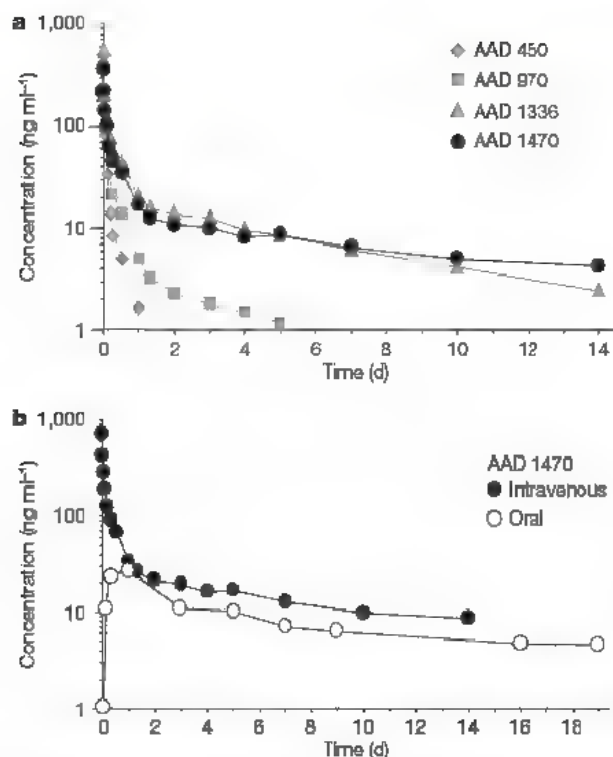 a
1,000
100
10
1
Concentration (ng ml⁻¹)
AAD 450
AAD 970
AAD 1336
AAD 1470
0 2 4 6 8 10 12 14
Time (d)
b
1,000
100
10
1
Concentration (ng ml⁻¹)
AAD 1470
Intravenous
Oral
0 2 4 6 8 10 12 14 16 18
Time (d)